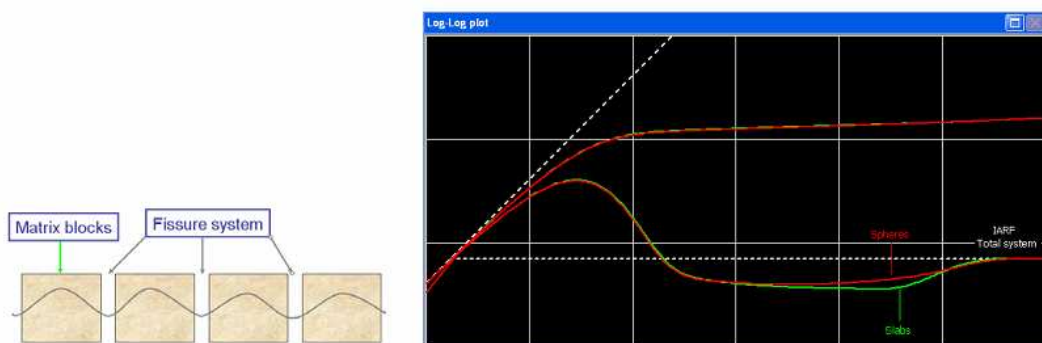 Log-Log plot
Matrix blocks
Fissure system
IARF
Total system
Spheres
Slabs